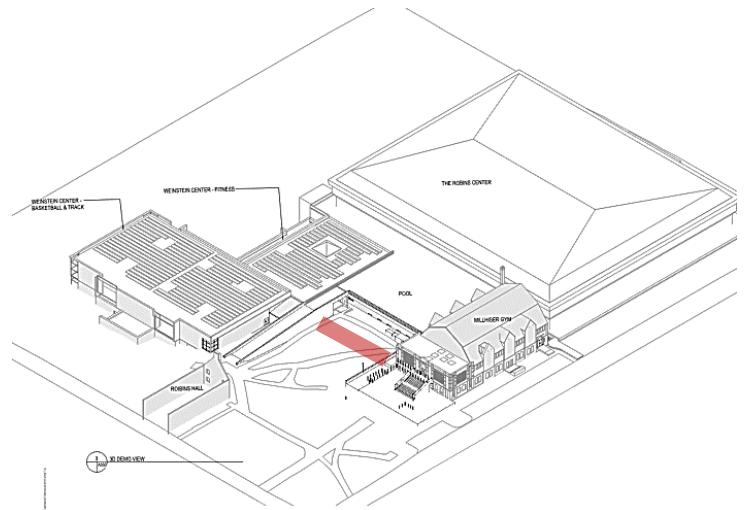 THE ROBINS CENTER
WEINSTEIN CENTER - FITNESS
WEINSTEIN CENTER -
BASKETBALL & TRACK
POOL
MILLHISER GYM
ROBINS HALL
3D DEMO VIEW